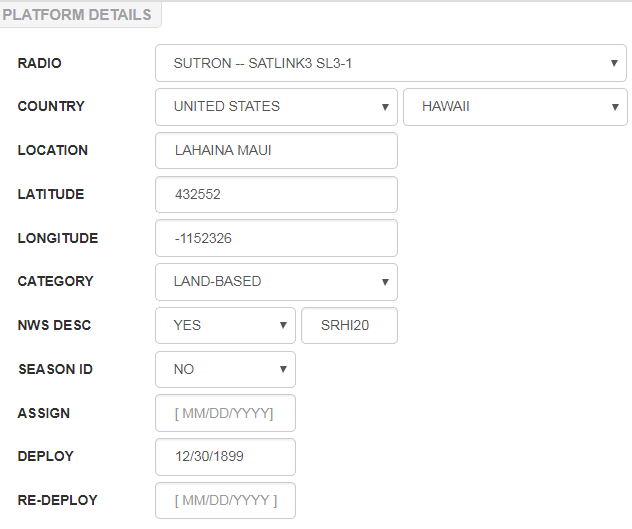 PLATFORM DETAILS
RADIO SUTRON -- SATLINK3 SL3-1
COUNTRY UNITED STATES HAWAII
LOCATION LAHAINA MAUI
LATITUDE 432552
LONGITUDE -1152326
CATEGORY LAND-BASED
NWS DESC YES SRHI20
SEASON ID NO
ASSIGN [ MM/DD/YYYY]
DEPLOY 12/30/1899
RE-DEPLOY [ MM/DD/YYYY ]